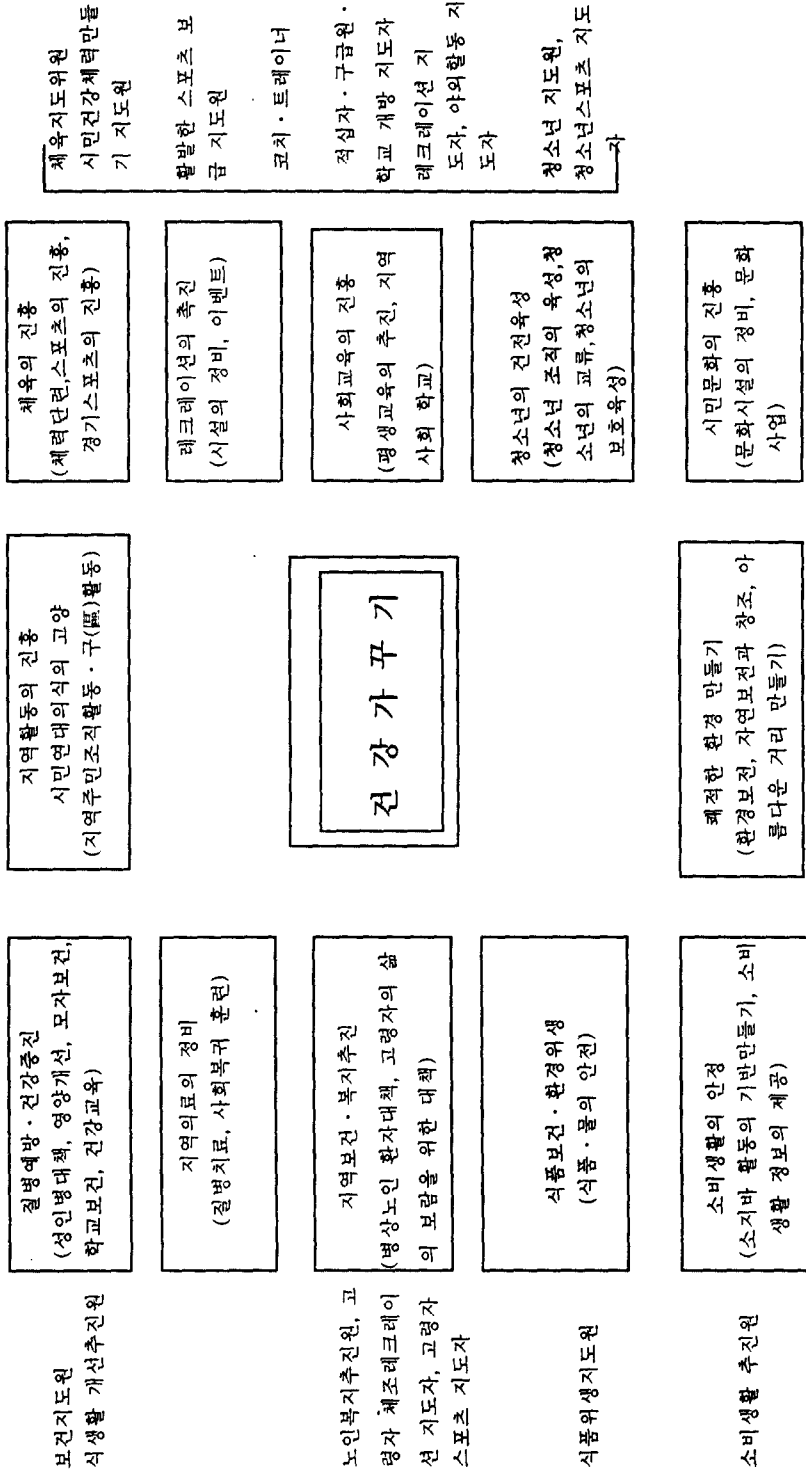 보건지도원
식생활 개선추진원
노인복지추진원, 고
령자 체조레크레이
션 지도자, 고령자
스포츠 지도자
식품위생지도원
소비생활 추진원
질병예방·건강증진
(성인병대책, 영양개선, 모자보건,
학교보건, 건강교육)
지역의료의 정비
(질병치료, 사회복귀 훈련)
지역보건·복지추진
(병상노인 환자대책, 고령자의 삶
의 보람을 위한 대책)
식품보건·환경위생
(식품·물의 안전)
소비생활의 안정
(소지바 활동의 기반만들기, 소비
생활 정보의 제공)
지역활동의 진흥
시민연대의식의 고양
(지역주민조직활동·구(區)활동)
건강가꾸기
쾌적한 환경 만들기
(환경보전, 자연보전과 창조, 아
름다운 거리 만들기)
체육의 진흥
(체력단련,스포츠의 진흥,
경기스포츠의 진흥)
레크레이션의 촉진
(시설의 정비, 이벤트)
사회교육의 진흥
(평생교육의 추진, 지역
사회 학교)
청소년의 건전육성
(청소년 조직의 육성,청
소년의 교류,청소년의
보호육성)
시민문화의 진흥
(문화시설의 정비, 문화
사업)
체육지도위원
시민건강체력만들
기 지도원
활발한 스포츠 보
급 지도원
코치·트레이너
적십자·구급원·
학교 개방 지도자
레크레이션 지
도자, 야외할동 지
도자
청소년 지도원,
청소년스포츠 지도
자